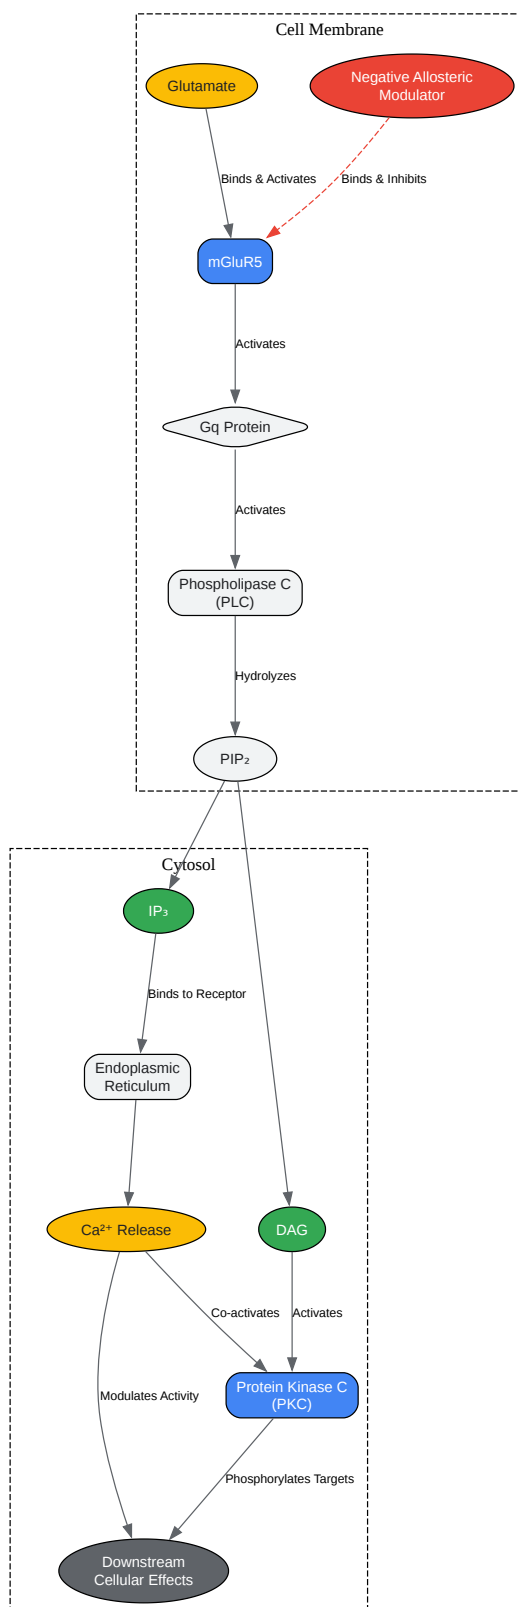 Cell Membrane
Glutamate
Negative Allosteric
Modulator
Binds & Activates
Binds & Inhibits
mGluR5
Activates
Gq Protein
Activates
Phospholipase C
(PLC)
Hydrolyzes
PIP₂
Cytosol
IP₃
Binds to Receptor
Endoplasmic
Reticulum
Ca²⁺ Release
DAG
Co-activates
Activates
Protein Kinase C
(PKC)
Modulates Activity
Phosphorylates Targets
Downstream
Cellular Effects